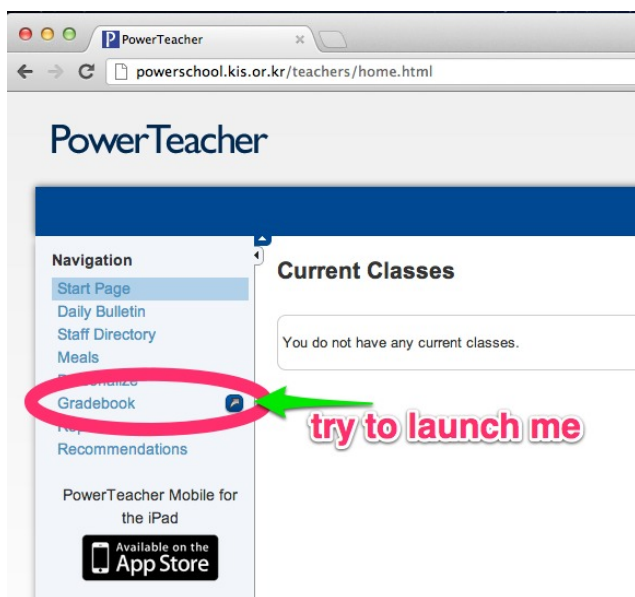 PowerTeacher
powerschool.kis.or.kr/teachers/home.html
PowerTeacher
Navigation
Start Page
Daily Bulletin
Staff Directory
Meals
Personalize
Gradebook
Recommendations
PowerTeacher Mobile for
the iPad
Available on the
App Store
Current Classes
You do not have any current classes.
try to launch me